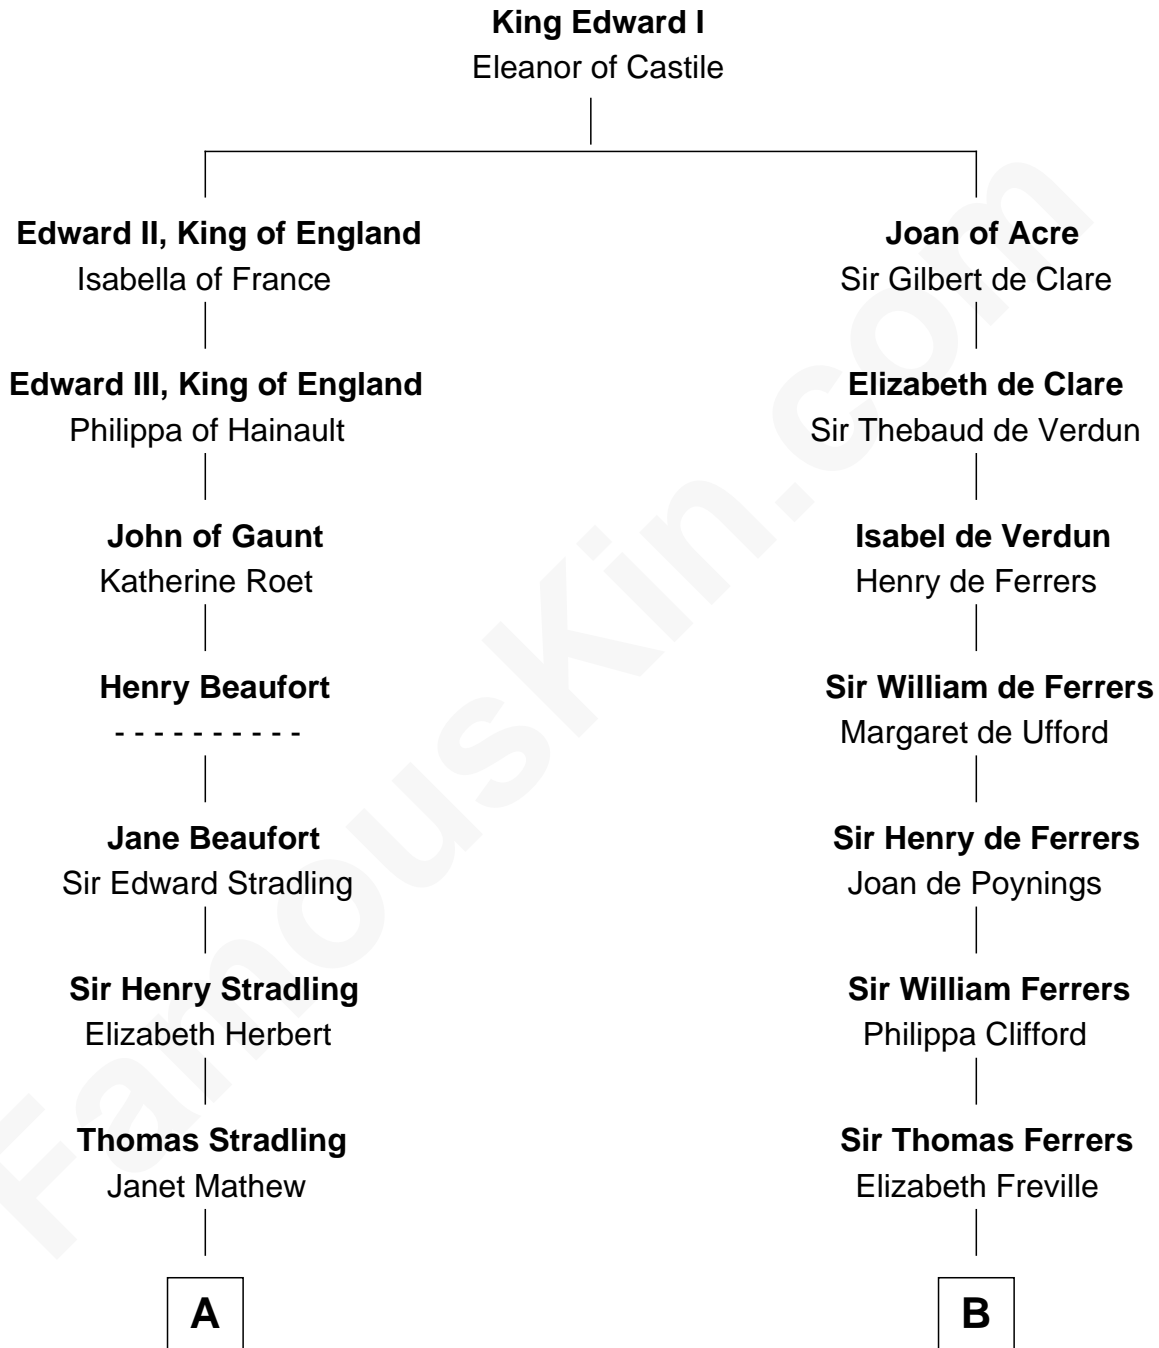 King Edward I
Eleanor of Castile
Edward II, King of England
Isabella of France
Edward III, King of England
Philippa of Hainault
John of Gaunt
Katherine Roet
Henry Beaufort
- - - - - - - - - -
Jane Beaufort
Sir Edward Stradling
Sir Henry Stradling
Elizabeth Herbert
Thomas Stradling
Janet Mathew
A
Joan of Acre
Sir Gilbert de Clare
Elizabeth de Clare
Sir Thebaud de Verdun
Isabel de Verdun
Henry de Ferrers
Sir William de Ferrers
Margaret de Ufford
Sir Henry de Ferrers
Joan de Poynings
Sir William Ferrers
Philippa Clifford
Sir Thomas Ferrers
Elizabeth Freville
B
FamousKin.com